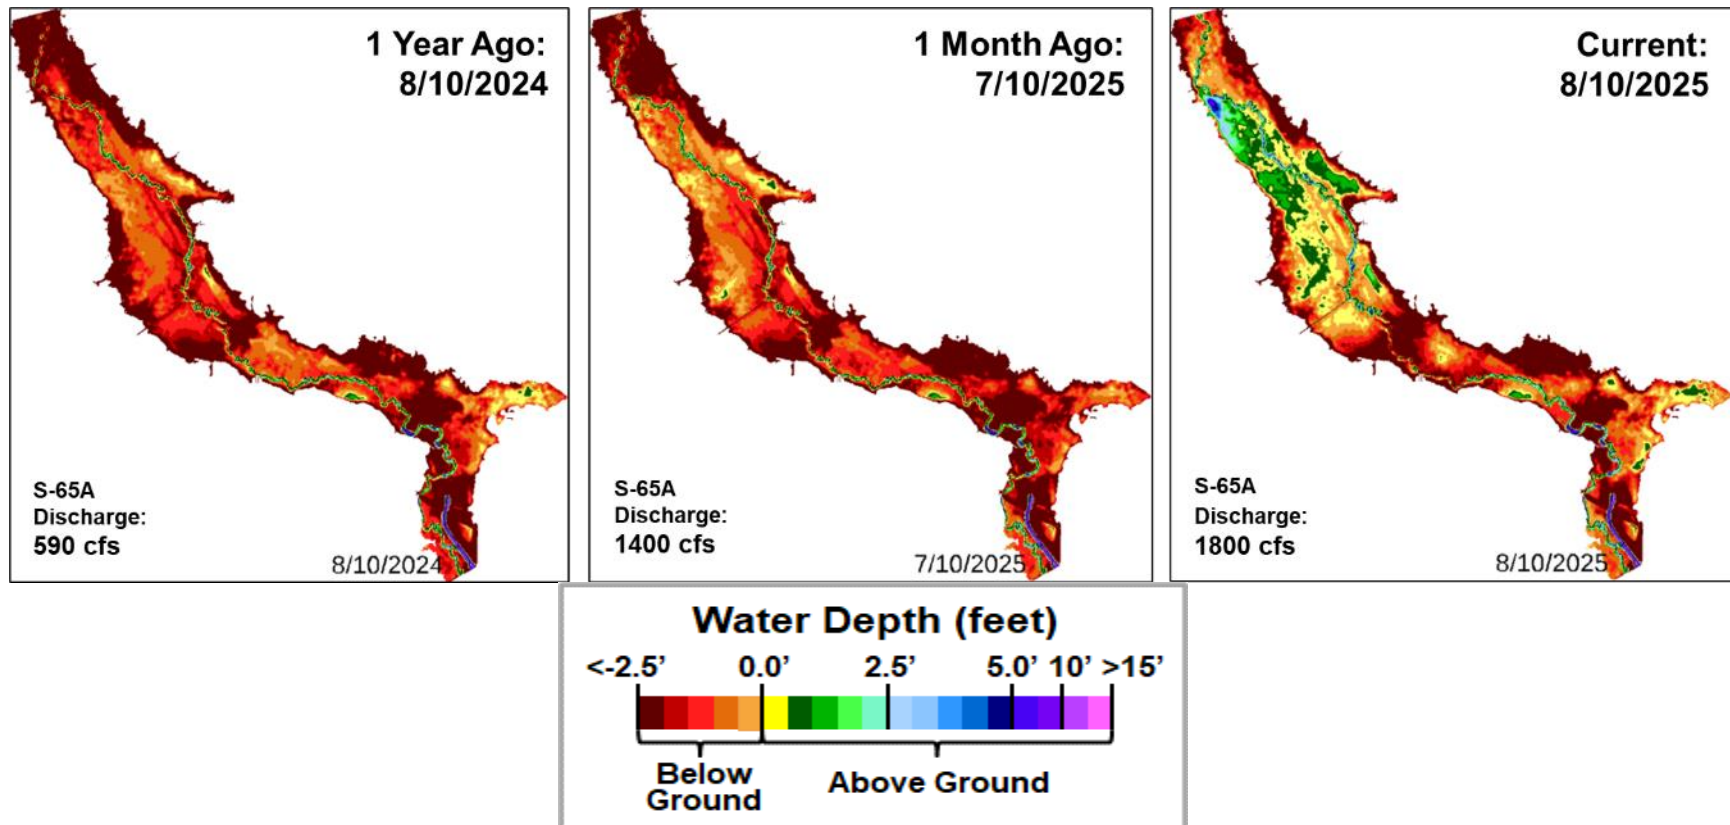 1 Year Ago:
8/10/2024
S-65A
Discharge:
590 cfs
8/10/2024
1 Month Ago:
7/10/2025
S-65A
Discharge:
1400 cfs
7/10/2025
Current:
8/10/2025
S-65A
Discharge:
1800 cfs
8/10/2025
Water Depth (feet)
<-2.5’ 0.0’ 2.5’ 5.0’ 10’ >15’
Below
Ground
Above Ground